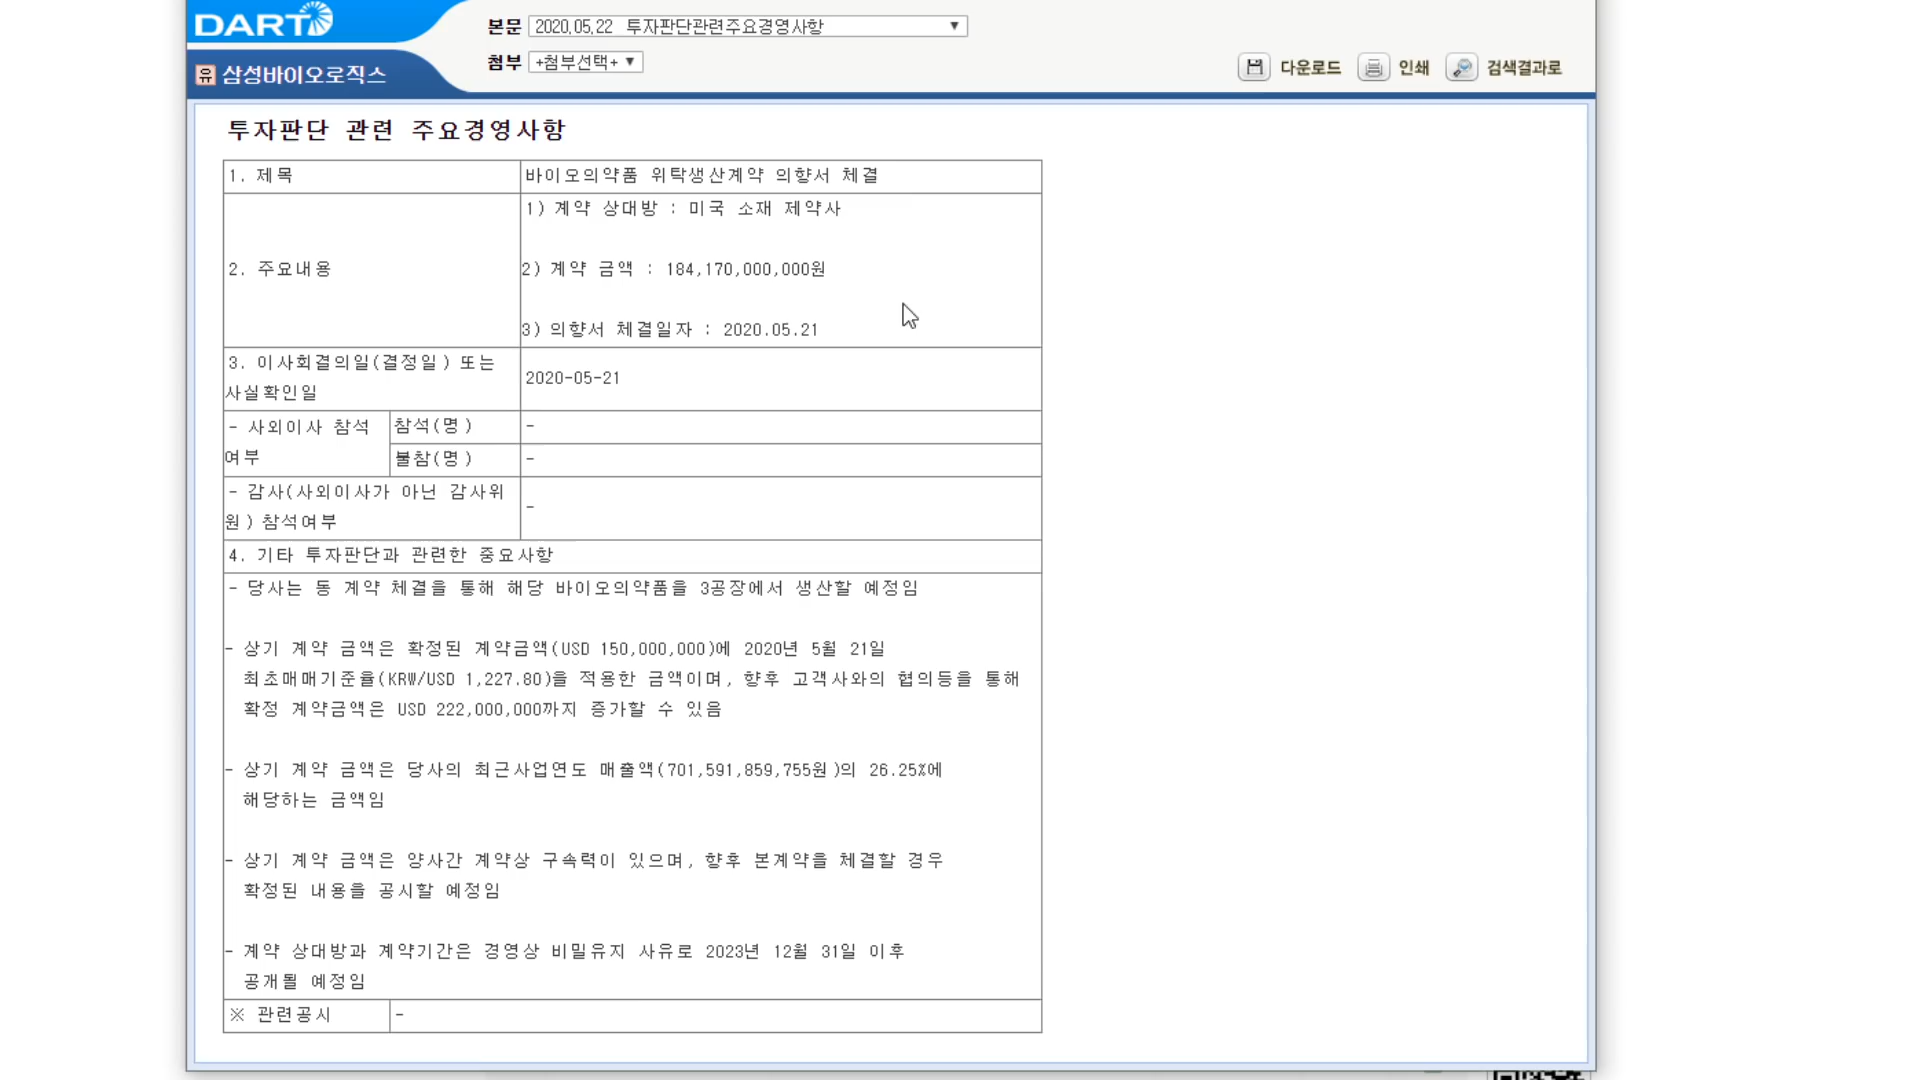 DART
본문 2020.05.22 투자판단관련주요경영사항
첨부 +첨부선택+
유 삼성바이오로직스
다운로드 인쇄 검색결과로
투자판단 관련 주요경영사항
1. 제목 바이오의약품 위탁생산계약 의향서 체결
2. 주요내용
1) 계약 상대방 : 미국 소재 제약사
2) 계약 금액 : 184,170,000,000원
3) 의향서 체결일자 : 2020.05.21
3. 이사회결의일(결정일) 또는
사실확인일
2020-05-21
- 사외이사 참석
여부
참석(명) -
불참(명) -
- 감사(사외이사가 아닌 감사위
원) 참석여부
-
4. 기타 투자판단과 관련한 중요사항
- 당사는 동 계약 체결을 통해 해당 바이오의약품을 3공장에서 생산할 예정임
- 상기 계약 금액은 확정된 계약금액(USD 150,000,000)에 2020년 5월 21일
최초매매기준율(KRW/USD 1,227.80)을 적용한 금액이며, 향후 고객사와의 협의등을 통해
확정 계약금액은 USD 222,000,000까지 증가할 수 있음
- 상기 계약 금액은 당사의 최근사업연도 매출액(701,591,859,755원)의 26.25%에
해당하는 금액임
- 상기 계약 금액은 양사간 계약상 구속력이 있으며, 향후 본계약을 체결할 경우
확정된 내용을 공시할 예정임
- 계약 상대방과 계약기간은 경영상 비밀유지 사유로 2023년 12월 31일 이후
공개될 예정임
※ 관련공시 -